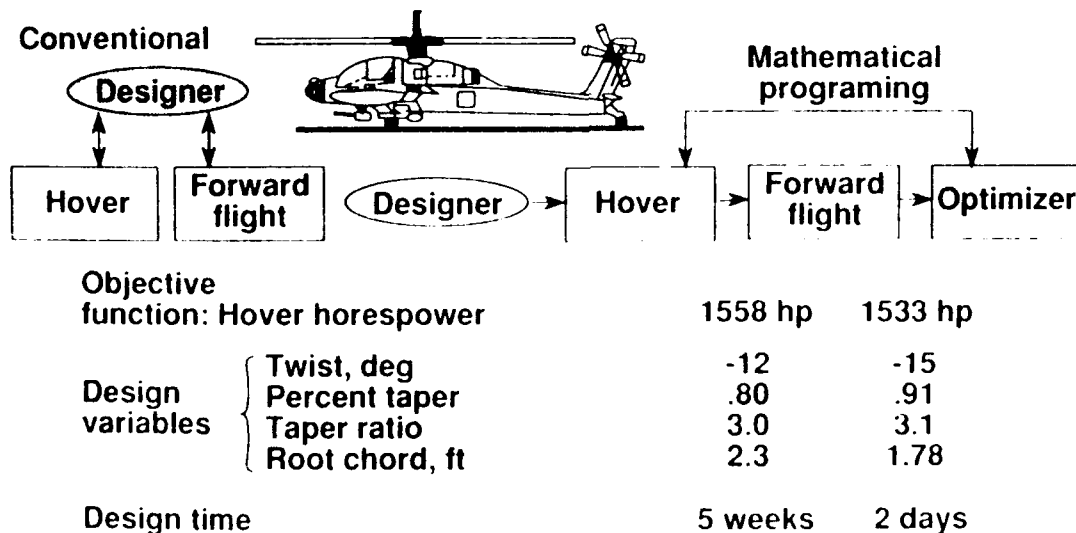 Conventional
Designer
Hover
Forward
flight
Mathematical
programing
Designer
Hover
Forward
flight
Optimizer
Objective
function: Hover horespower 1558 hp 1533 hp
Design
variables
Twist, deg -12 -15
Percent taper .80 .91
Taper ratio 3.0 3.1
Root chord, ft 2.3 1.78
Design time 5 weeks 2 days